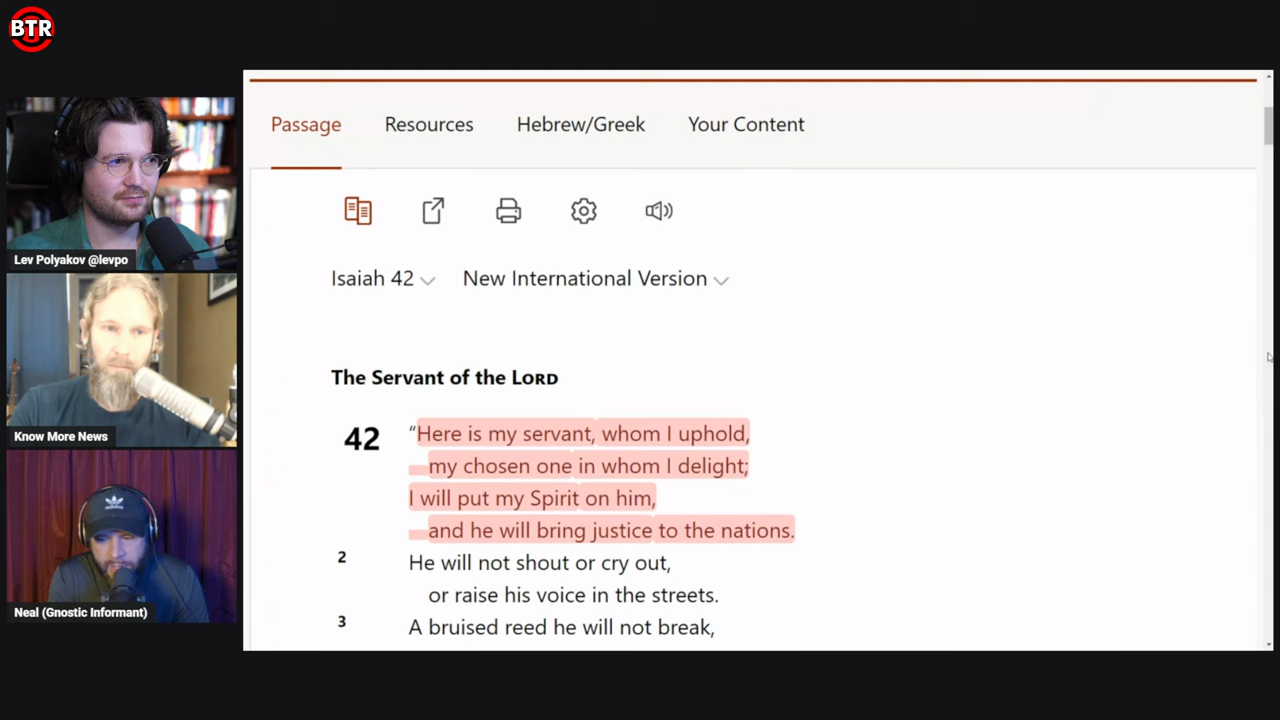 BTR
Passage Resources Hebrew/Greek Your Content
Isaiah 42 New International Version
The Servant of the LORD
42 “Here is my servant, whom I uphold,
my chosen one in whom I delight;
I will put my Spirit on him,
and he will bring justice to the nations.
2 He will not shout or cry out,
or raise his voice in the streets.
3 A bruised reed he will not break,
Lev Polyakov @levpo
Know More News
Neal (Gnostic Informant)